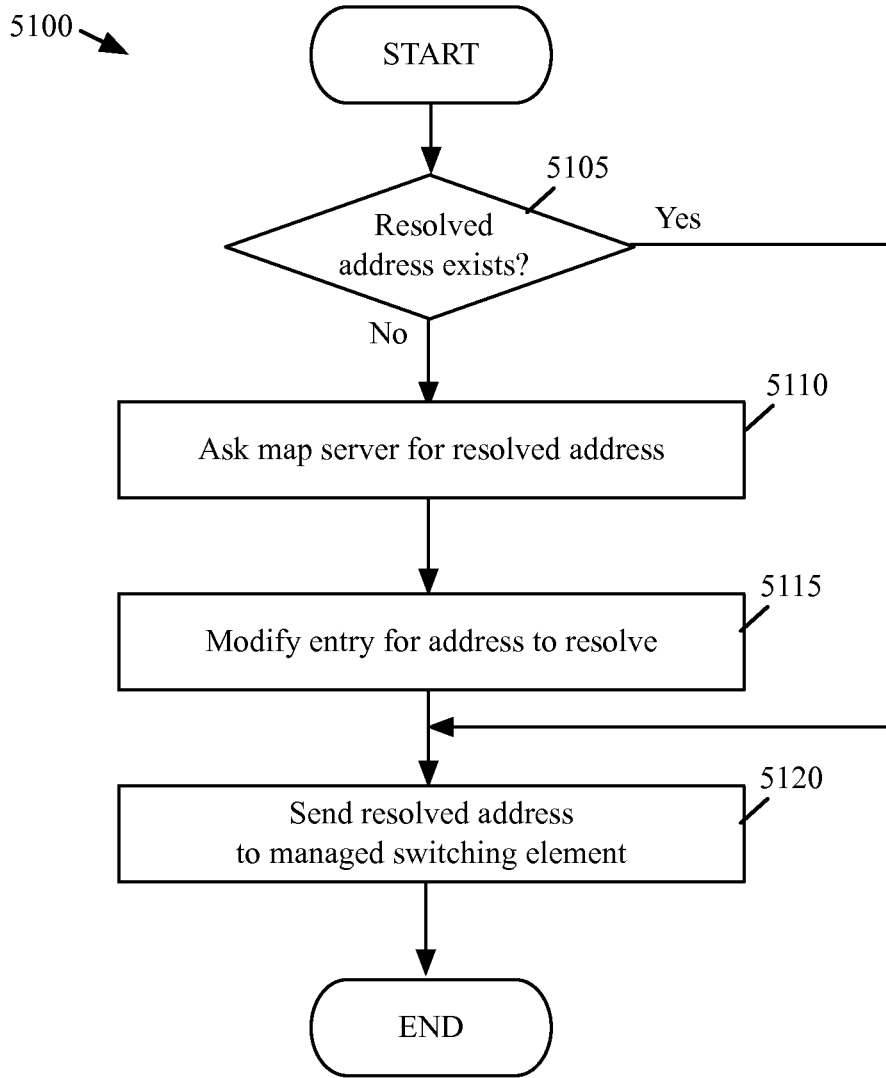 5100
START
5105
Resolved
address exists?
Yes
No
5110
Ask map server for resolved address
5115
Modify entry for address to resolve
5120
Send resolved address
to managed switching element
END